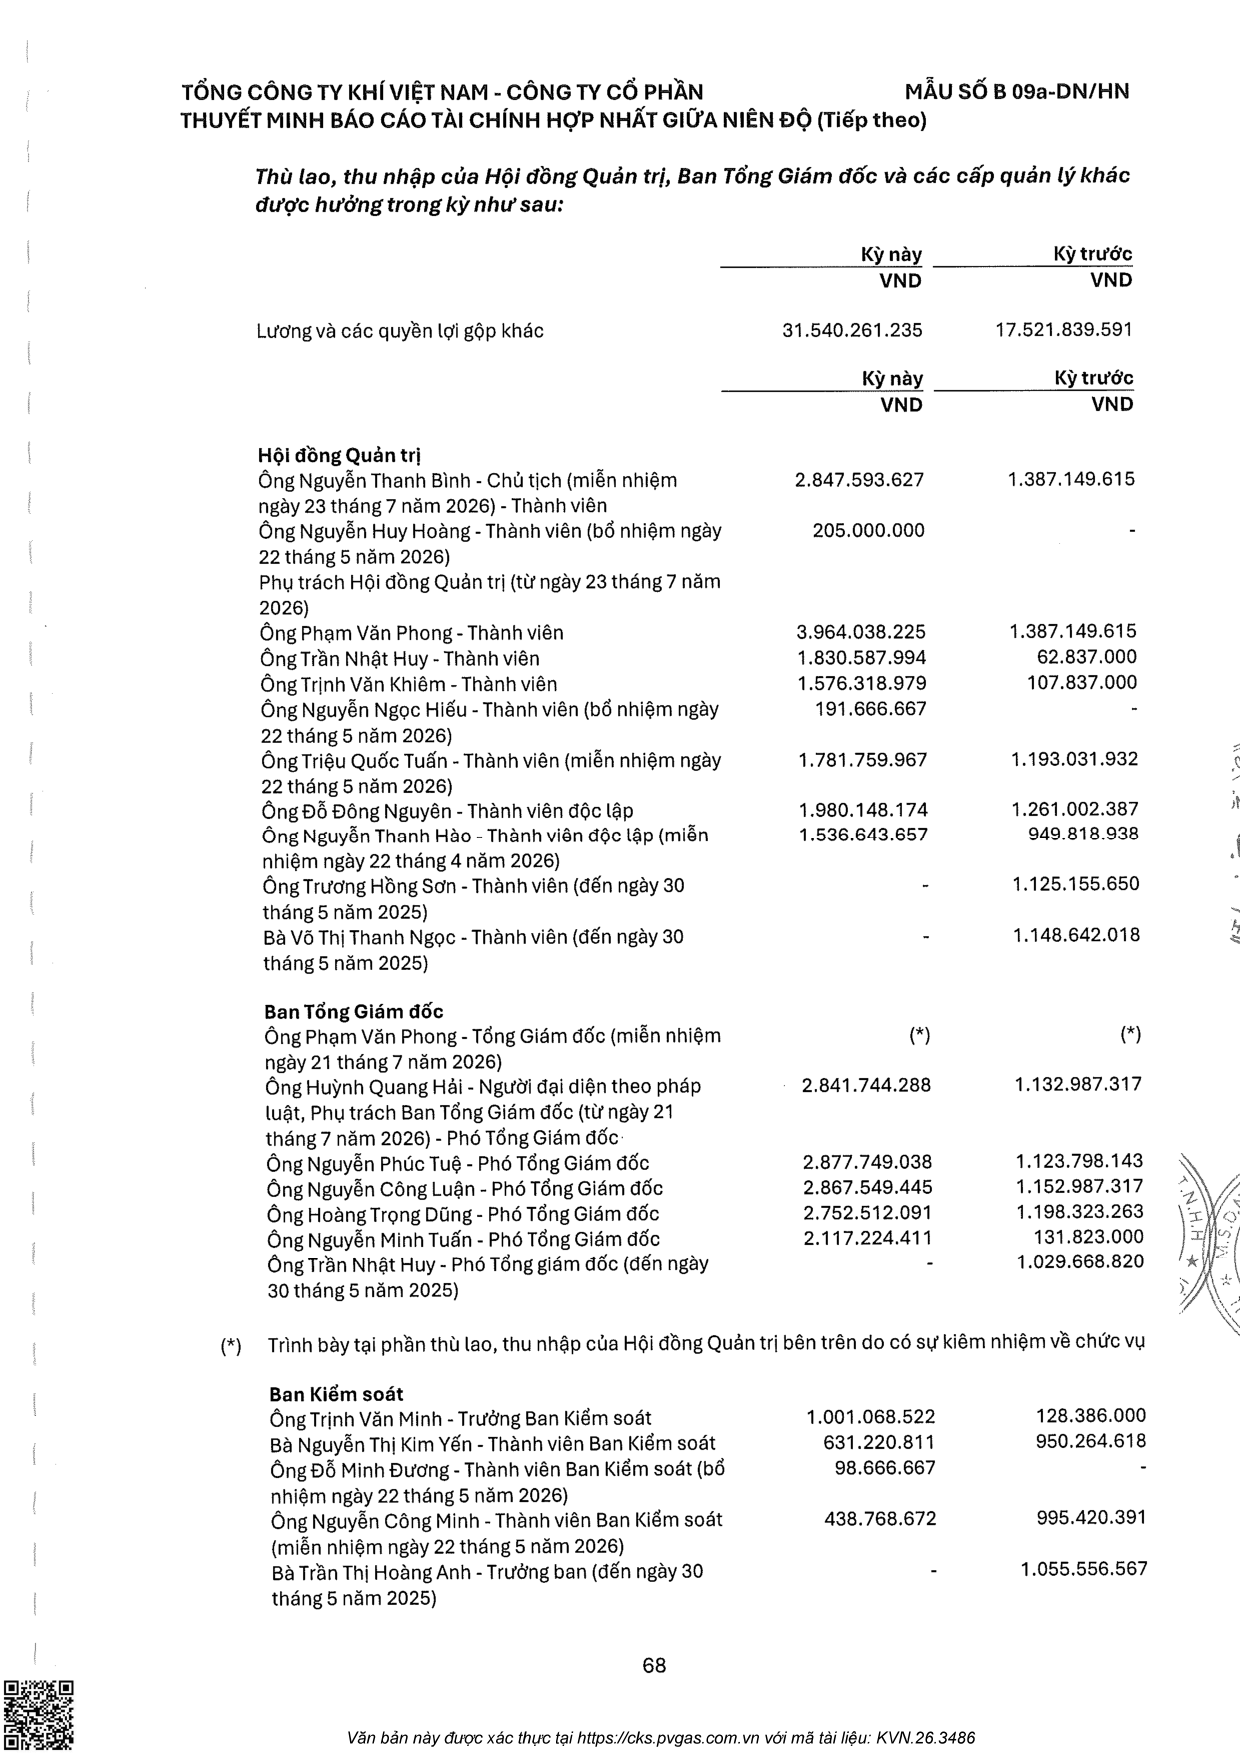 TỔNG CÔNG TY KHÍ VIỆT NAM - CÔNG TY CỔ PHẦN MẪU SỐ B 09a-DN/HN
THUYẾT MINH BÁO CÁO TÀI CHÍNH HỢP NHẤT GIỮA NIÊN ĐỘ (Tiếp theo)
Thù lao, thu nhập của Hội đồng Quản trị, Ban Tổng Giám đốc và các cấp quản lý khác
được hưởng trong kỳ như sau:
Kỳ này Kỳ trước
VND VND
Lương và các quyền lợi gộp khác 31.540.261.235 17.521.839.591
Kỳ này Kỳ trước
VND VND
Hội đồng Quản trị
Ông Nguyễn Thanh Bình - Chủ tịch (miễn nhiệm 2.847.593.627 1.387.149.615
ngày 23 tháng 7 năm 2026) - Thành viên
Ông Nguyễn Huy Hoàng - Thành viên (bổ nhiệm ngày 205.000.000 -
22 tháng 5 năm 2026)
Phụ trách Hội đồng Quản trị (từ ngày 23 tháng 7 năm
2026)
Ông Phạm Văn Phong - Thành viên 3.964.038.225 1.387.149.615
Ông Trần Nhật Huy - Thành viên 1.830.587.994 62.837.000
Ông Trịnh Văn Khiêm - Thành viên 1.576.318.979 107.837.000
Ông Nguyễn Ngọc Hiếu - Thành viên (bổ nhiệm ngày 191.666.667 -
22 tháng 5 năm 2026)
Ông Triệu Quốc Tuấn - Thành viên (miễn nhiệm ngày 1.781.759.967 1.193.031.932
22 tháng 5 năm 2026)
Ông Đỗ Đông Nguyên - Thành viên độc lập 1.980.148.174 1.261.002.387
Ông Nguyễn Thanh Hào - Thành viên độc lập (miễn 1.536.643.657 949.818.938
nhiệm ngày 22 tháng 4 năm 2026)
Ông Trương Hồng Sơn - Thành viên (đến ngày 30 - 1.125.155.650
tháng 5 năm 2025)
Bà Võ Thị Thanh Ngọc - Thành viên (đến ngày 30 - 1.148.642.018
tháng 5 năm 2025)
Ban Tổng Giám đốc
Ông Phạm Văn Phong - Tổng Giám đốc (miễn nhiệm (*) (*)
ngày 21 tháng 7 năm 2026)
Ông Huỳnh Quang Hải - Người đại diện theo pháp 2.841.744.288 1.132.987.317
luật, Phụ trách Ban Tổng Giám đốc (từ ngày 21
tháng 7 năm 2026) - Phó Tổng Giám đốc
Ông Nguyễn Phúc Tuệ - Phó Tổng Giám đốc 2.877.749.038 1.123.798.143
Ông Nguyễn Công Luận - Phó Tổng Giám đốc 2.867.549.445 1.152.987.317
Ông Hoàng Trọng Dũng - Phó Tổng Giám đốc 2.752.512.091 1.198.323.263
Ông Nguyễn Minh Tuấn - Phó Tổng Giám đốc 2.117.224.411 131.823.000
Ông Trần Nhật Huy - Phó Tổng giám đốc (đến ngày - 1.029.668.820
30 tháng 5 năm 2025)
(*) Trình bày tại phần thù lao, thu nhập của Hội đồng Quản trị bên trên do có sự kiêm nhiệm về chức vụ
Ban Kiểm soát
Ông Trịnh Văn Minh - Trưởng Ban Kiểm soát 1.001.068.522 128.386.000
Bà Nguyễn Thị Kim Yến - Thành viên Ban Kiểm soát 631.220.811 950.264.618
Ông Đỗ Minh Đương - Thành viên Ban Kiểm soát (bổ 98.666.667 -
nhiệm ngày 22 tháng 5 năm 2026)
Ông Nguyễn Công Minh - Thành viên Ban Kiểm soát 438.768.672 995.420.391
(miễn nhiệm ngày 22 tháng 5 năm 2026)
Bà Trần Thị Hoàng Anh - Trưởng ban (đến ngày 30 - 1.055.556.567
tháng 5 năm 2025)
68
Văn bản này được xác thực tại https://cks.pvgas.com.vn với mã tài liệu: KVN.26.3486